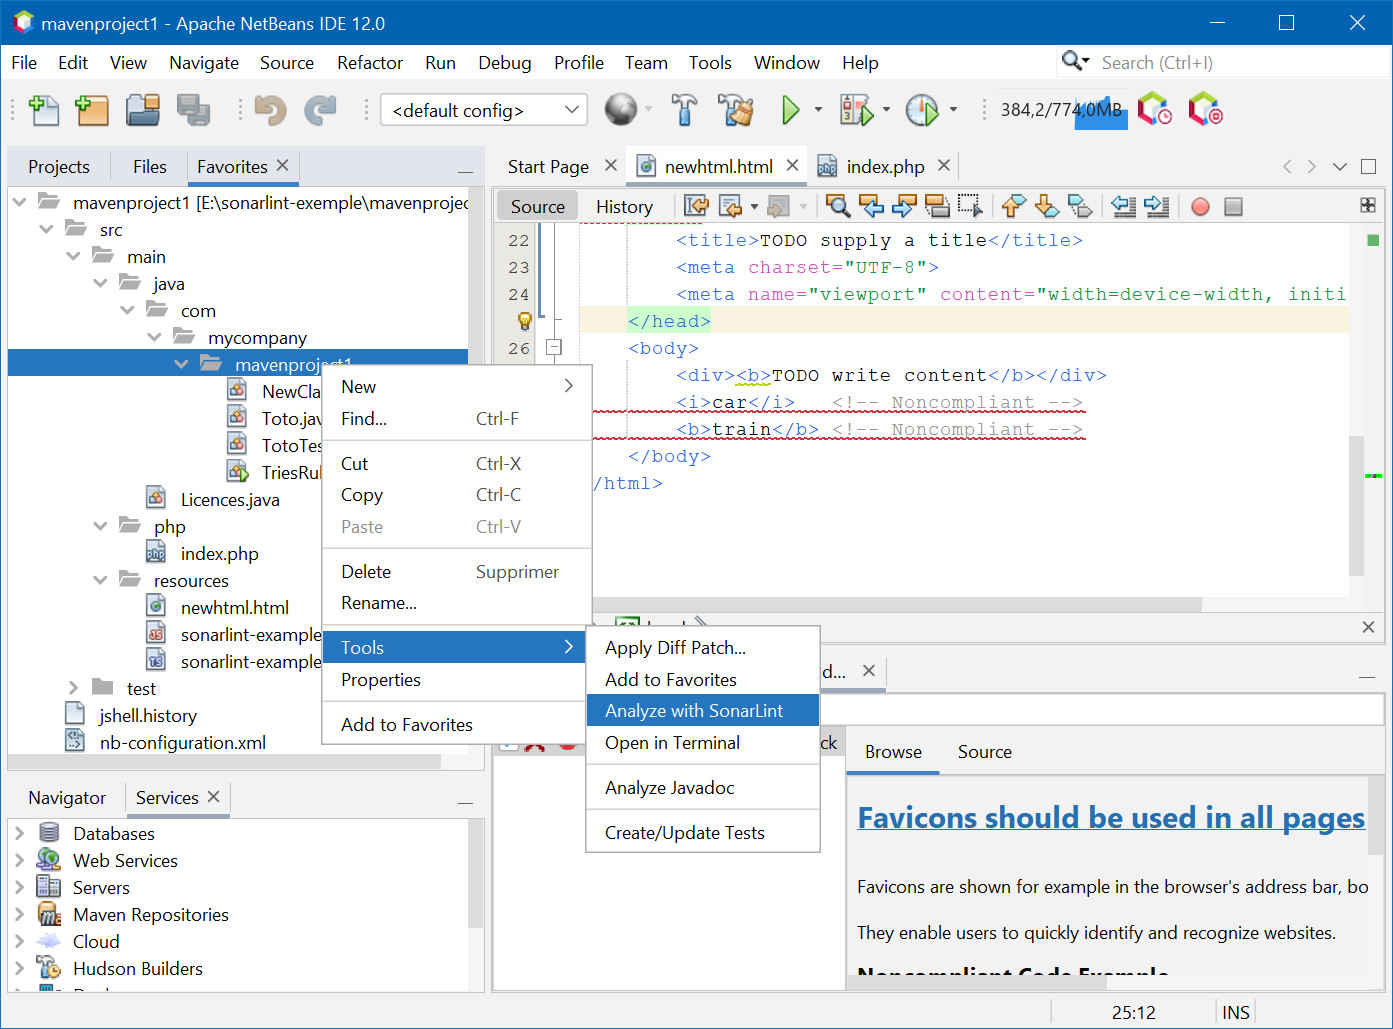 mavenproject1 - Apache NetBeans IDE 12.0
File Edit View Navigate Source Refactor Run Debug Profile Team Tools Window Help Search (Ctrl+I)
<default config> 384,2/774,0MB
Projects Files Favorites
Start Page newhtml.html index.php
Source History
mavenproject1 [E:\sonarlint-exemple\mavenprojec
src
main
java
com
mycompany
mavenproject1
NewCla
Toto.jav
TotoTes
TriesRul
Licences.java
php
index.php
resources
newhtml.html
sonarlint-example
sonarlint-example
test
jshell.history
nb-configuration.xml
22 <title>TODO supply a title</title>
23 <meta charset="UTF-8">
24 <meta name="viewport" content="width=device-width, initi
</head>
26 <body>
<div><b>TODO write content</b></div>
<i>car</i> <!-- Noncompliant -->
<b>train</b> <!-- Noncompliant -->
</body>
/html>
New
Find... Ctrl-F
Cut Ctrl-X
Copy Ctrl-C
Paste Ctrl-V
Delete Supprimer
Rename...
Tools
Properties
Add to Favorites
Apply Diff Patch...
Add to Favorites
Analyze with SonarLint
Open in Terminal
Analyze Javadoc
Create/Update Tests
d...
ck
Browse Source
Favicons should be used in all pages
Favicons are shown for example in the browser's address bar, bo
They enable users to quickly identify and recognize websites.
Noncompliant Code Example
Navigator Services
Databases
Web Services
Servers
Maven Repositories
Cloud
Hudson Builders
25:12 INS